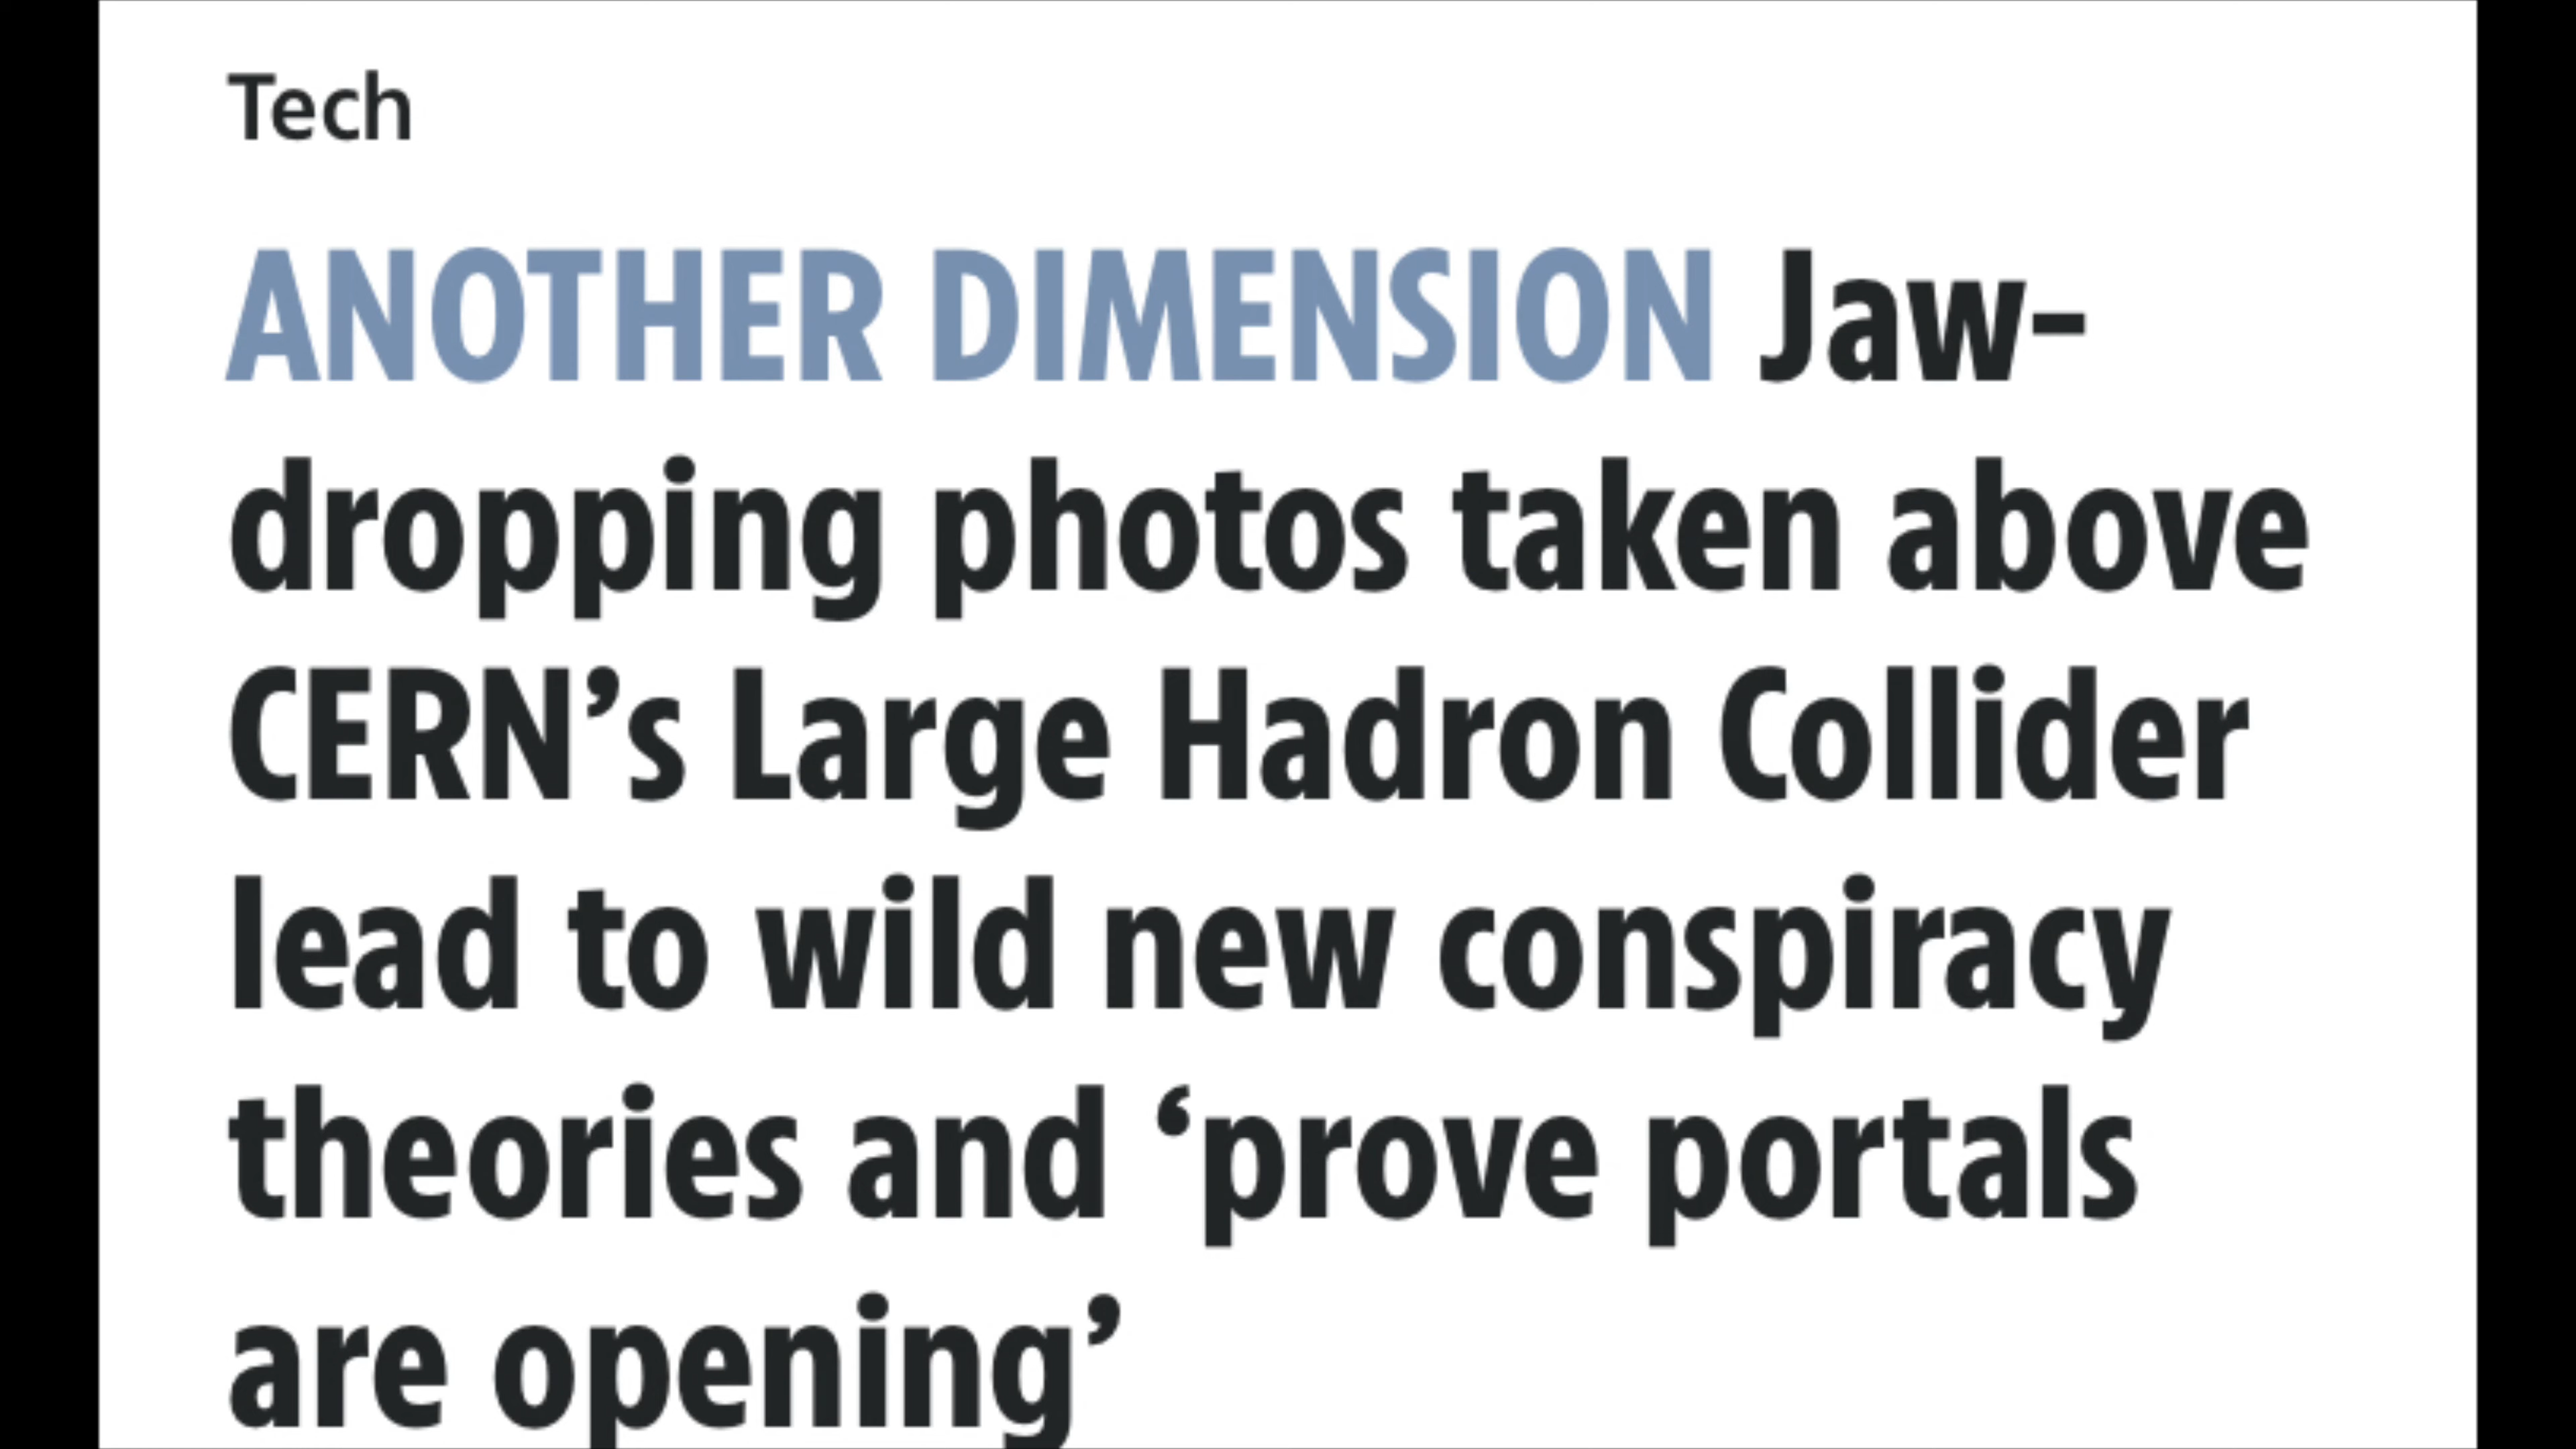 Tech
ANOTHER DIMENSION Jaw-
dropping photos taken above
CERN’s Large Hadron Collider
lead to wild new conspiracy
theories and ‘prove portals
are opening’